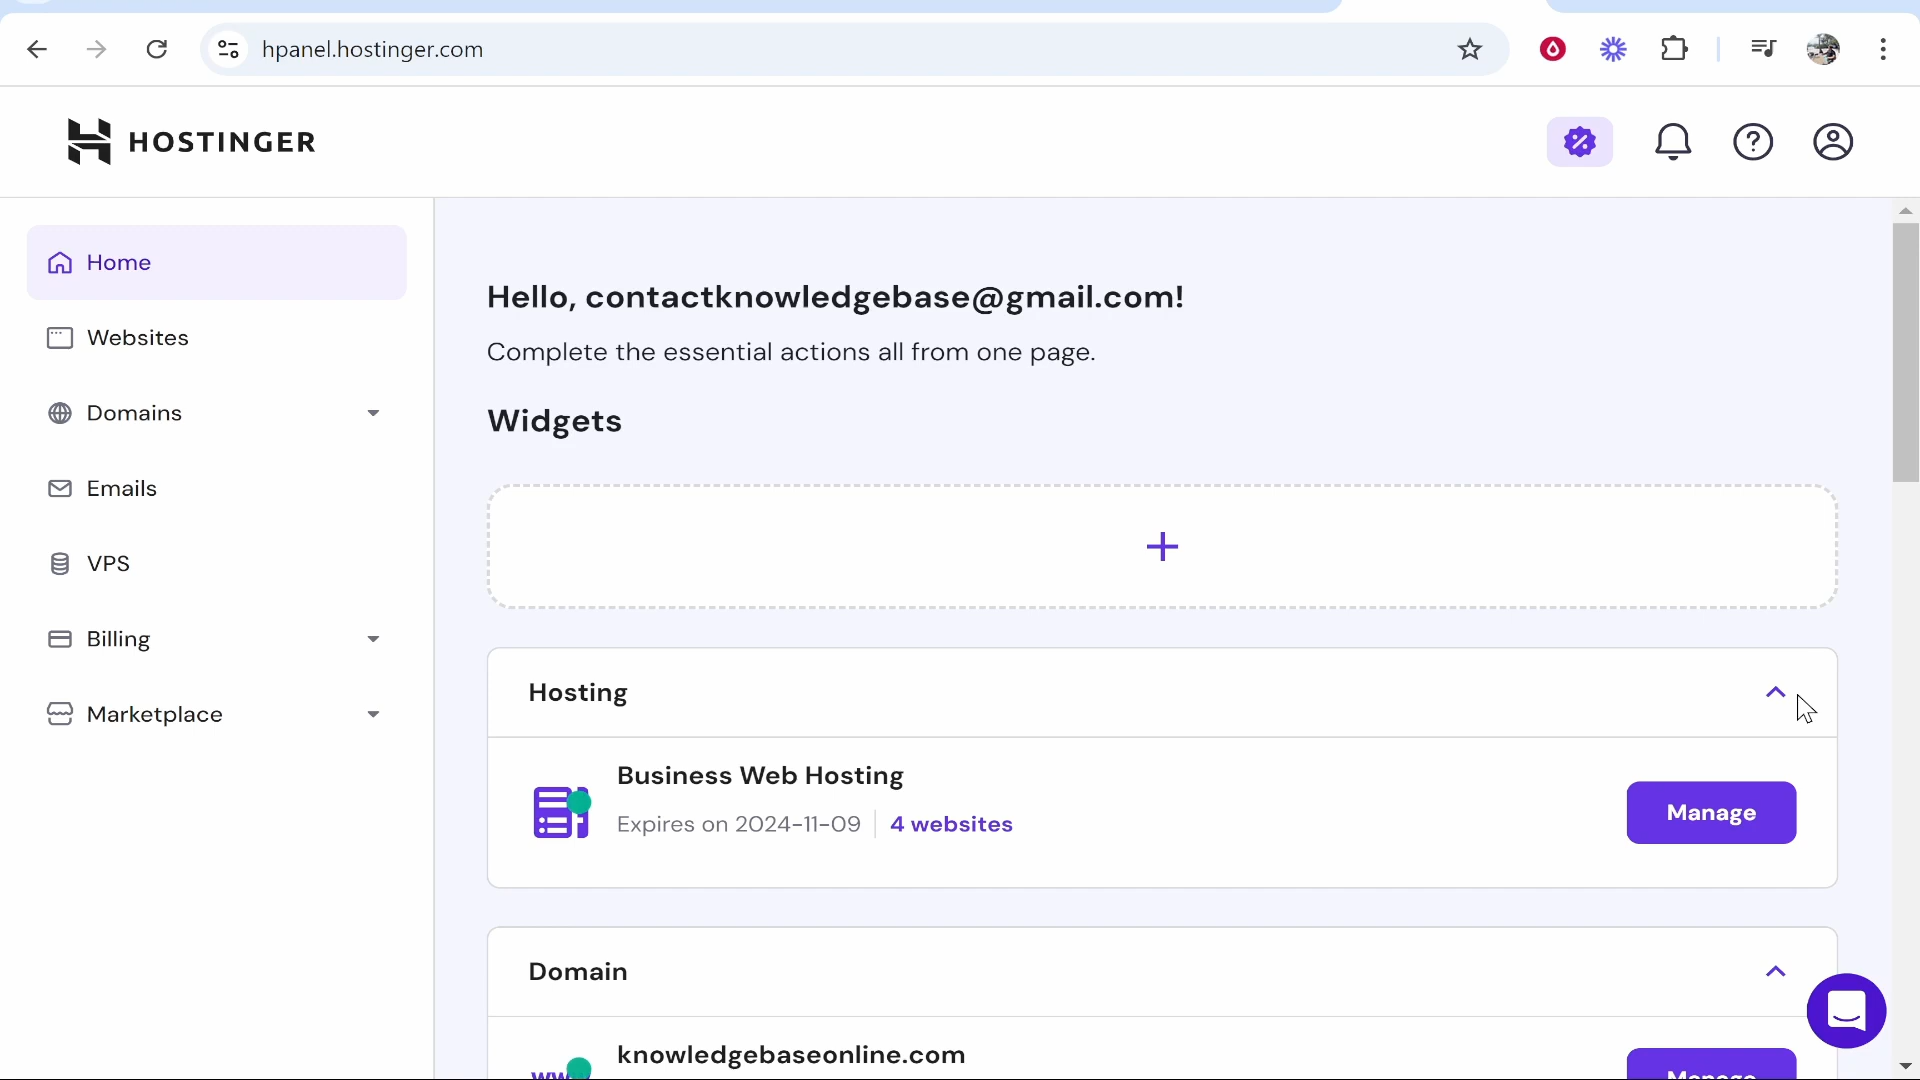 hpanel.hostinger.com
HOSTINGER
Home
Websites
Domains
Emails
VPS
Billing
Marketplace
Hello, contactknowledgebase@gmail.com!
Complete the essential actions all from one page.
Widgets
Hosting
Business Web Hosting
Expires on 2024-11-09 4 websites
Manage
Domain
knowledgebaseonline.com
Manage